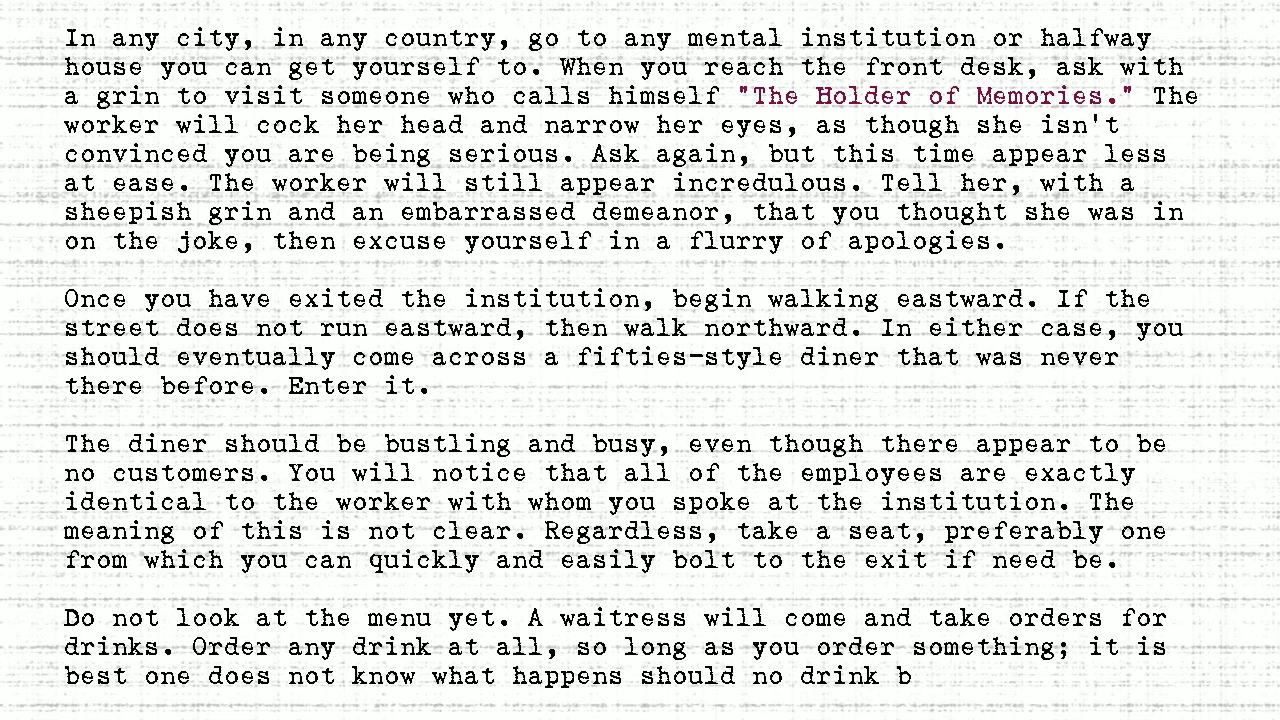 In any city, in any country, go to any mental institution or halfway
house you can get yourself to. When you reach the front desk, ask with
a grin to visit someone who calls himself "The Holder of Memories." The
worker will cock her head and narrow her eyes, as though she isn't
convinced you are being serious. Ask again, but this time appear less
at ease. The worker will still appear incredulous. Tell her, with a
sheepish grin and an embarrassed demeanor, that you thought she was in
on the joke, then excuse yourself in a flurry of apologies.
Once you have exited the institution, begin walking eastward. If the
street does not run eastward, then walk northward. In either case, you
should eventually come across a fifties-style diner that was never
there before. Enter it.
The diner should be bustling and busy, even though there appear to be
no customers. You will notice that all of the employees are exactly
identical to the worker with whom you spoke at the institution. The
meaning of this is not clear. Regardless, take a seat, preferably one
from which you can quickly and easily bolt to the exit if need be.
Do not look at the menu yet. A waitress will come and take orders for
drinks. Order any drink at all, so long as you order something; it is
best one does not know what happens should no drink b